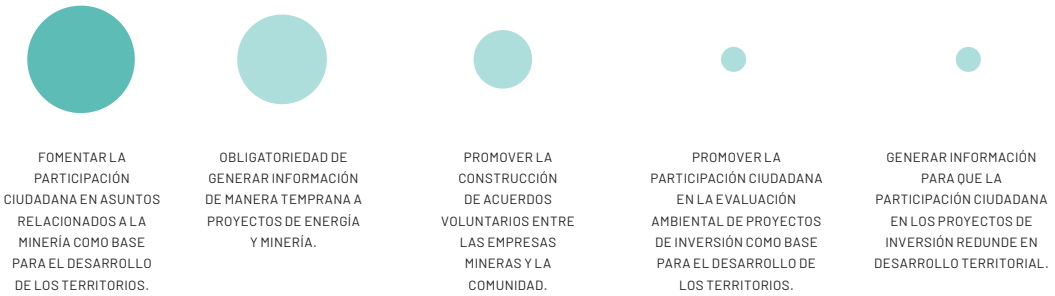 FOMENTAR LA
PARTICIPACIÓN
CIUDADANA EN ASUNTOS
RELACIONADOS A LA
MINERÍA COMO BASE
PARA EL DESARROLLO
DE LOS TERRITORIOS.
OBLIGATORIEDAD DE
GENERAR INFORMACIÓN
DE MANERA TEMPRANA A
PROYECTOS DE ENERGÍA
Y MINERÍA.
PROMOVER LA
CONSTRUCCIÓN
DE ACUERDOS
VOLUNTARIOS ENTRE
LAS EMPRESAS
MINERAS Y LA
COMUNIDAD.
PROMOVER LA
PARTICIPACIÓN CIUDADANA
EN LA EVALUACIÓN
AMBIENTAL DE PROYECTOS
DE INVERSIÓN COMO BASE
PARA EL DESARROLLO DE
LOS TERRITORIOS.
GENERAR INFORMACIÓN
PARA QUE LA
PARTICIPACIÓN CIUDADANA
EN LOS PROYECTOS DE
INVERSIÓN REDUNDE EN
DESARROLLO TERRITORIAL.